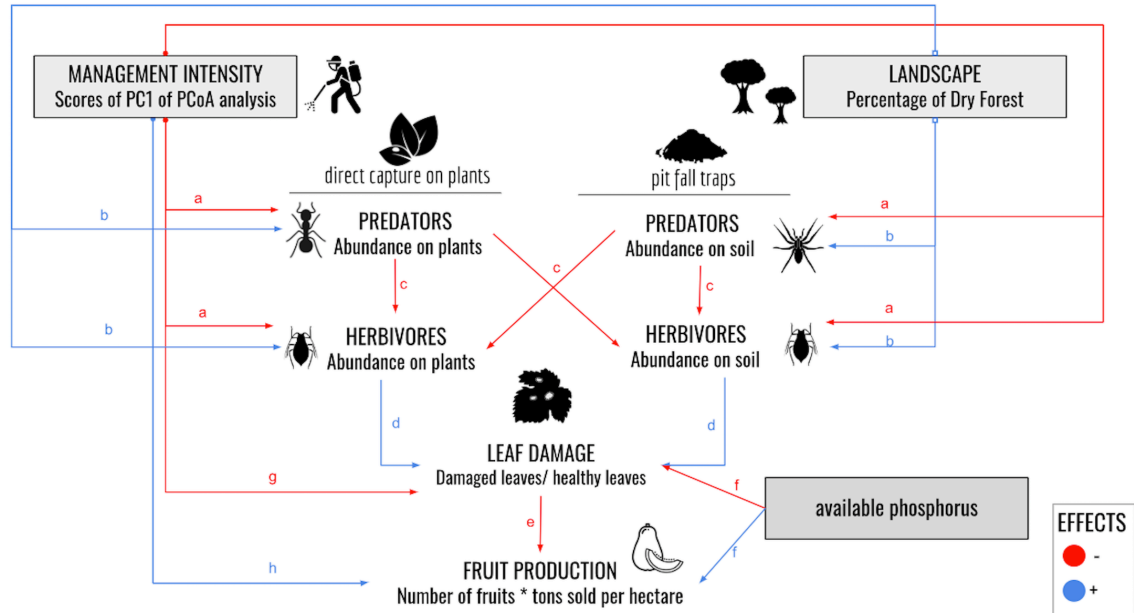 MANAGEMENT INTENSITY
Scores of PC1 of PCoA analysis
LANDSCAPE
Percentage of Dry Forest
direct capture on plants
pit fall traps
a
a
b
b
PREDATORS
Abundance on plants
PREDATORS
Abundance on soil
c
c
c
a
a
b
b
HERBIVORES
Abundance on plants
HERBIVORES
Abundance on soil
d
d
LEAF DAMAGE
Damaged leaves/ healthy leaves
g
f
available phosphorus
e
f
h
FRUIT PRODUCTION
Number of fruits * tons sold per hectare
EFFECTS
-
+